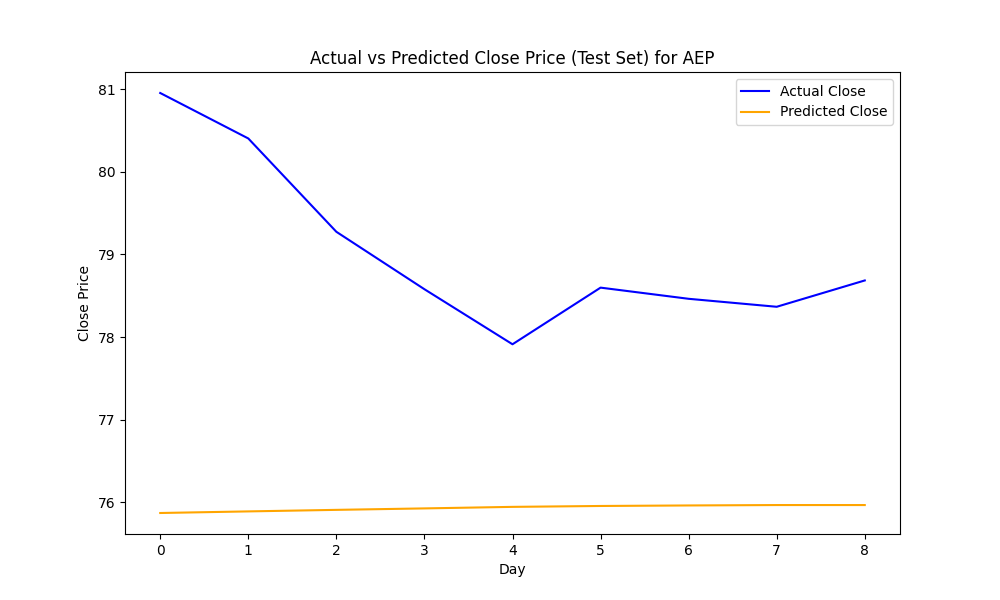 Actual vs Predicted Close Price (Test Set) for AEP
Actual Close
Predicted Close
81
80
79
78
77
76
Close Price
0 1 2 3 4 5 6 7 8
Day